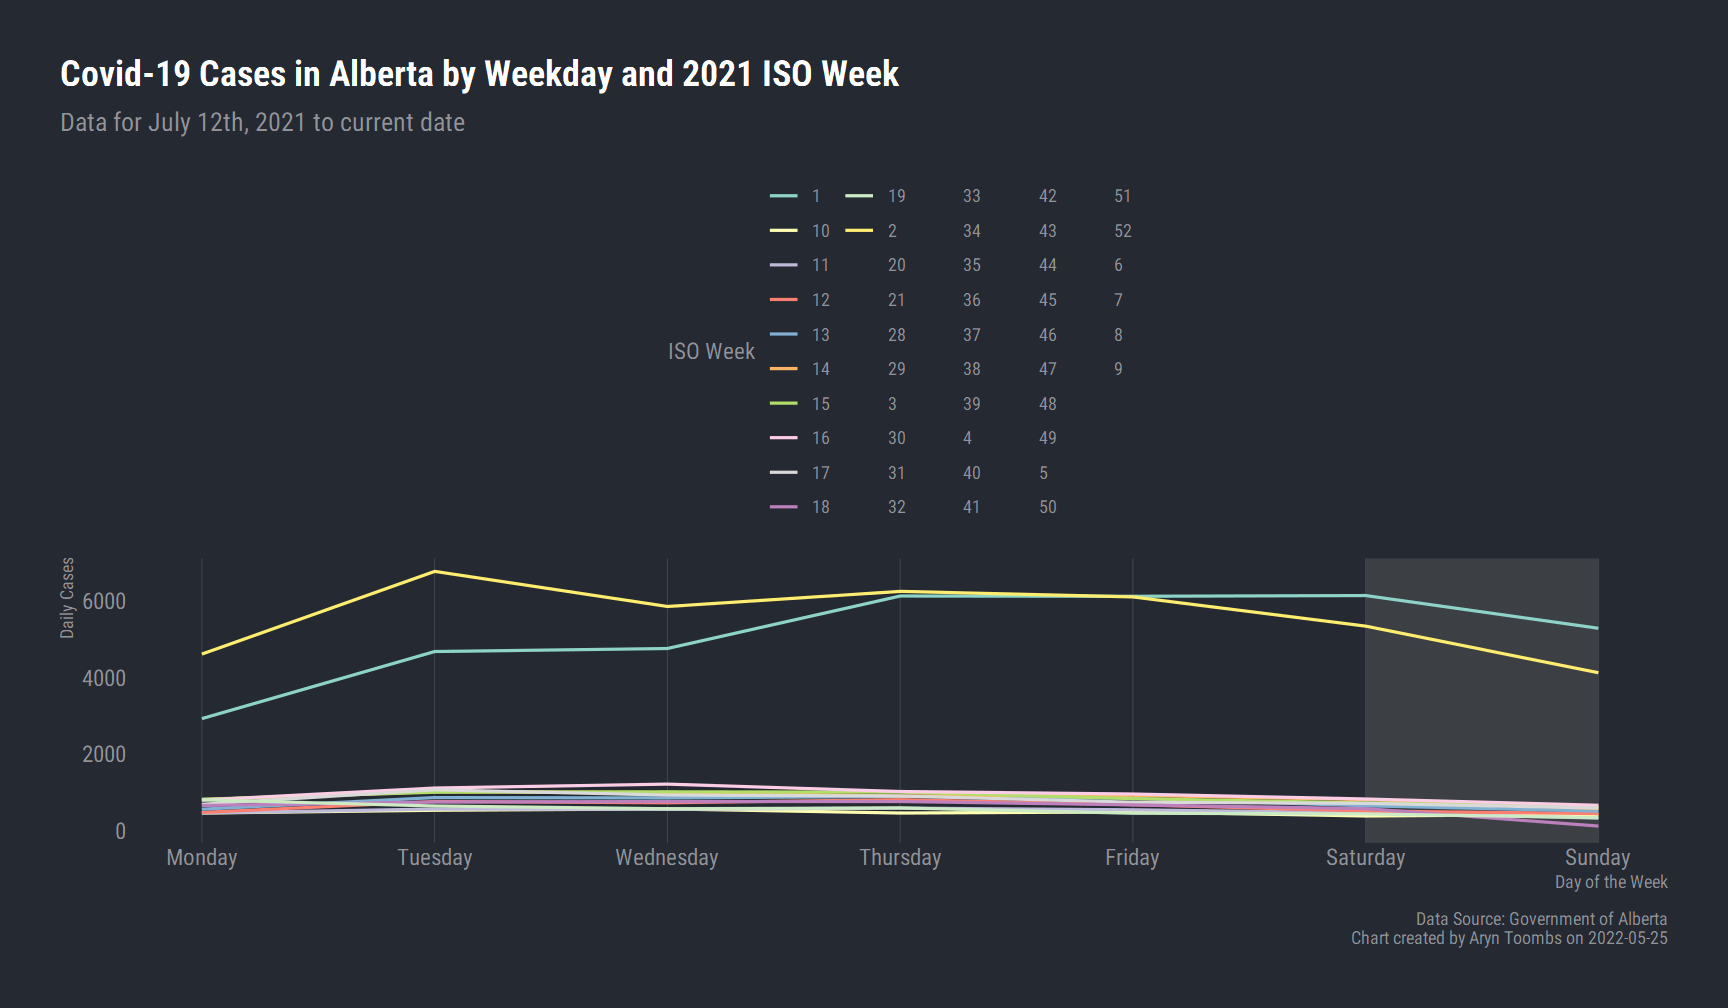 Covid-19 Cases in Alberta by Weekday and 2021 ISO Week
Data for July 12th, 2021 to current date
ISO Week
1 19 33 42 51
10 2 34 43 52
11 20 35 44 6
12 21 36 45 7
13 28 37 46 8
14 29 38 47 9
15 3 39 48
16 30 4 49
17 31 40 5
18 32 41 50
Daily Cases
6000
4000
2000
0
Monday Tuesday Wednesday Thursday Friday Saturday Sunday
Day of the Week
Data Source: Government of Alberta
Chart created by Aryn Toombs on 2022-05-25